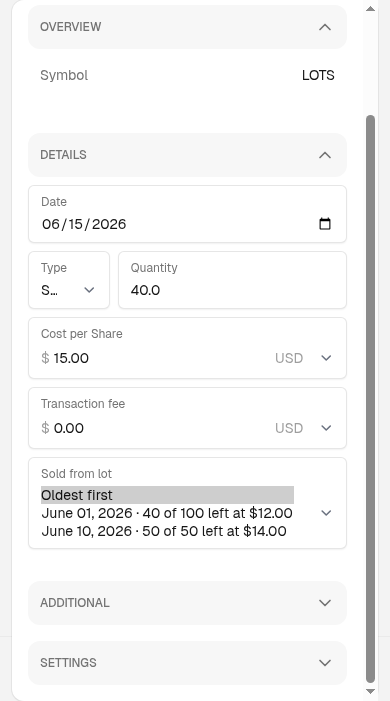 OVERVIEW
Symbol LOTS
DETAILS
Date
06/15/2026
Type
S...
Quantity
40.0
Cost per Share
$ 15.00 USD
Transaction fee
$ 0.00 USD
Sold from lot
Oldest first
June 01, 2026 · 40 of 100 left at $12.00
June 10, 2026 · 50 of 50 left at $14.00
ADDITIONAL
SETTINGS